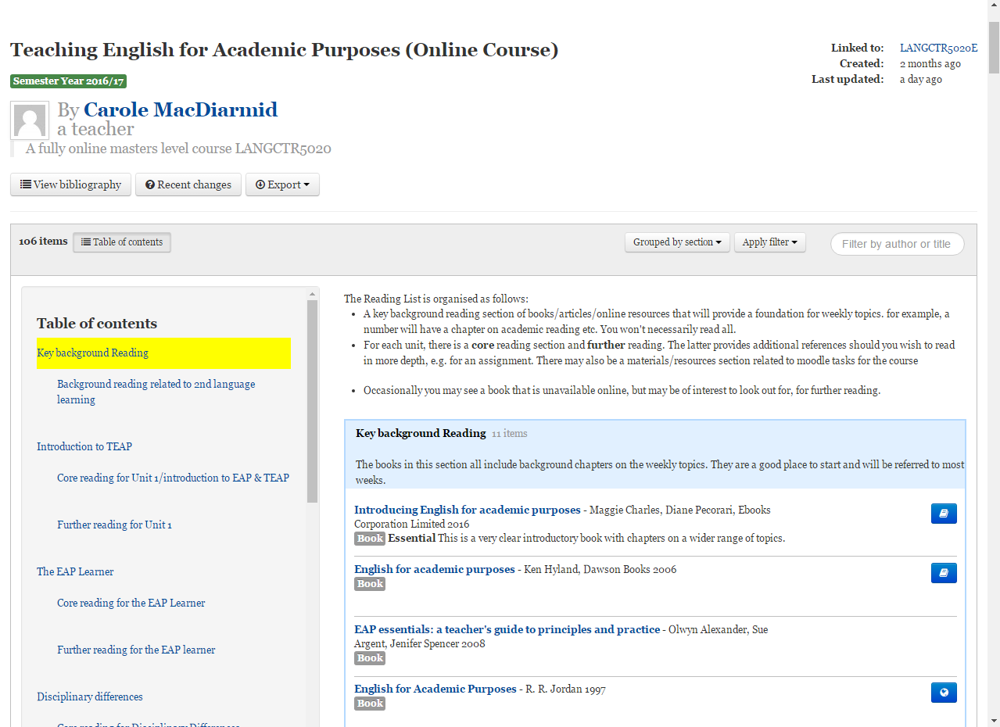 Teaching English for Academic Purposes (Online Course)
Linked to: LANGCTR5020E
Created: 2 months ago
Last updated: a day ago
Semester Year 2016/17
By Carole MacDiarmid
a teacher
A fully online masters level course LANGCTR5020
View bibliography Recent changes Export
106 items Table of contents Grouped by section Apply filter Filter by author or title
Table of contents
Key background Reading
Background reading related to 2nd language
learning
Introduction to TEAP
Core reading for Unit 1/introduction to EAP & TEAP
Further reading for Unit 1
The EAP Learner
Core reading for the EAP Learner
Further reading for the EAP learner
Disciplinary differences
Core reading for Disciplinary Differences
The Reading List is organised as follows:
• A key background reading section of books/articles/online resources that will provide a foundation for weekly topics. for example, a
number will have a chapter on academic reading etc. You won't necessarily read all.
• For each unit, there is a core reading section and further reading. The latter provides additional references should you wish to read
in more depth, e.g. for an assignment. There may also be a materials/resources section related to moodle tasks for the course
• Occasionally you may see a book that is unavailable online, but may be of interest to look out for, for further reading.
Key background Reading 11 items
The books in this section all include background chapters on the weekly topics. They are a good place to start and will be referred to most
weeks.
Introducing English for academic purposes - Maggie Charles, Diane Pecorari, Ebooks
Corporation Limited 2016
Book Essential This is a very clear introductory book with chapters on a wider range of topics.
English for academic purposes - Ken Hyland, Dawson Books 2006
Book
EAP essentials: a teacher's guide to principles and practice - Olwyn Alexander, Sue
Argent, Jenifer Spencer 2008
Book
English for Academic Purposes - R. R. Jordan 1997
Book